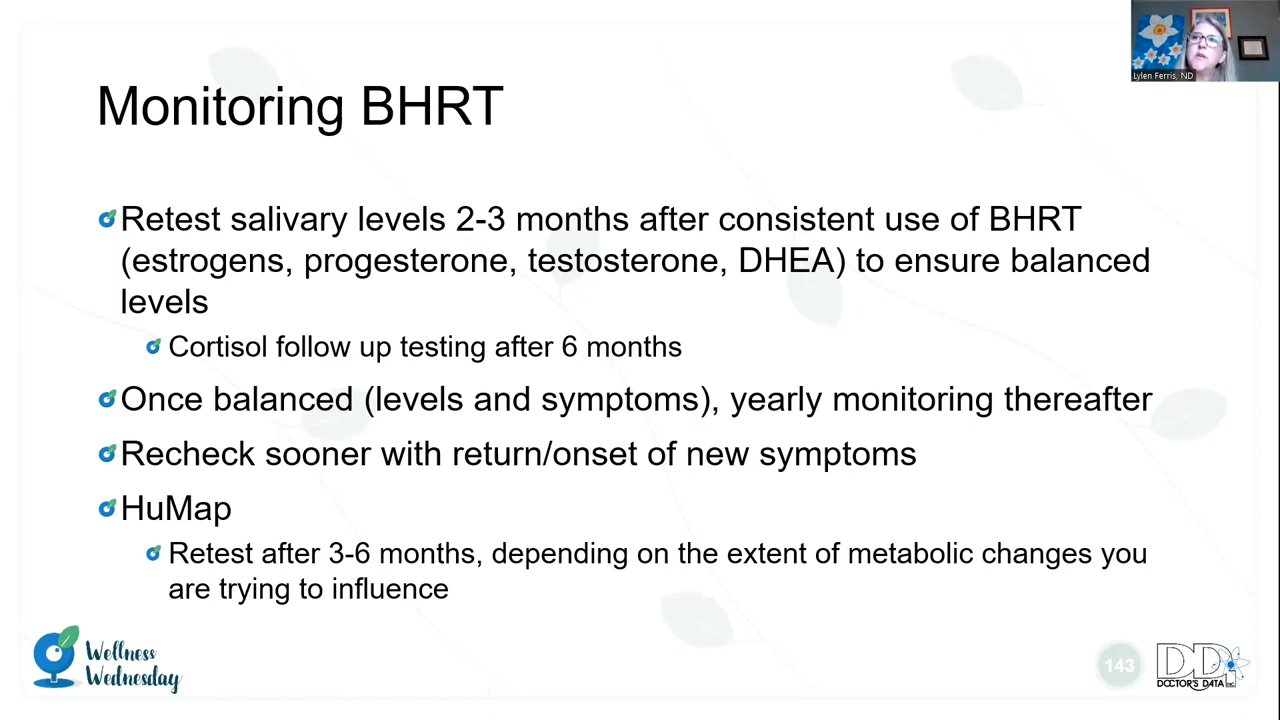 Lylen Ferris, ND
Monitoring BHRT
Retest salivary levels 2-3 months after consistent use of BHRT
(estrogens, progesterone, testosterone, DHEA) to ensure balanced
levels
Cortisol follow up testing after 6 months
Once balanced (levels and symptoms), yearly monitoring thereafter
Recheck sooner with return/onset of new symptoms
HuMap
Retest after 3-6 months, depending on the extent of metabolic changes you
are trying to influence
Wellness
Wednesday
143
DDI
DOCTOR'S DATA INC.